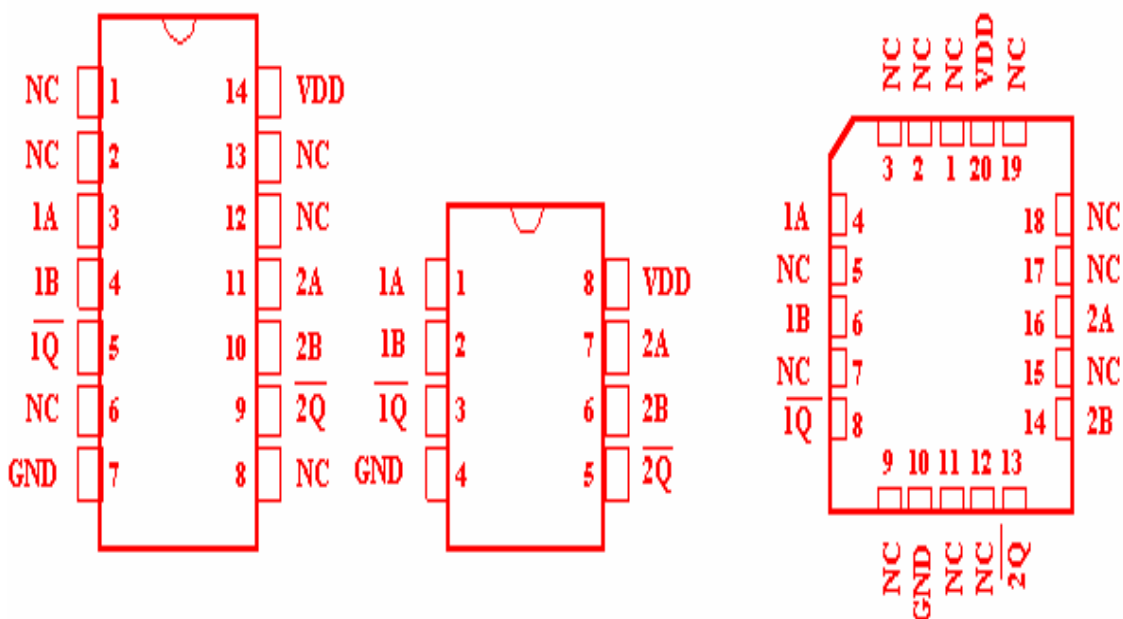 NC 1 14 VDD
NC 2 13 NC
1A 3 12 NC
1B 4 11 2A
1Q̅ 5 10 2B
NC 6 9 2Q̅
GND 7 8 NC
1A 1 8 VDD
1B 2 7 2A
1Q̅ 3 6 2B
GND 4 5 2Q̅
NC NC NC VDD NC
3 2 1 20 19
1A 4 18 NC
NC 5 17 NC
1B 6 16 2A
NC 7 15 NC
1Q̅ 8 14 2B
9 10 11 12 13
NC GND NC NC 2Q̅